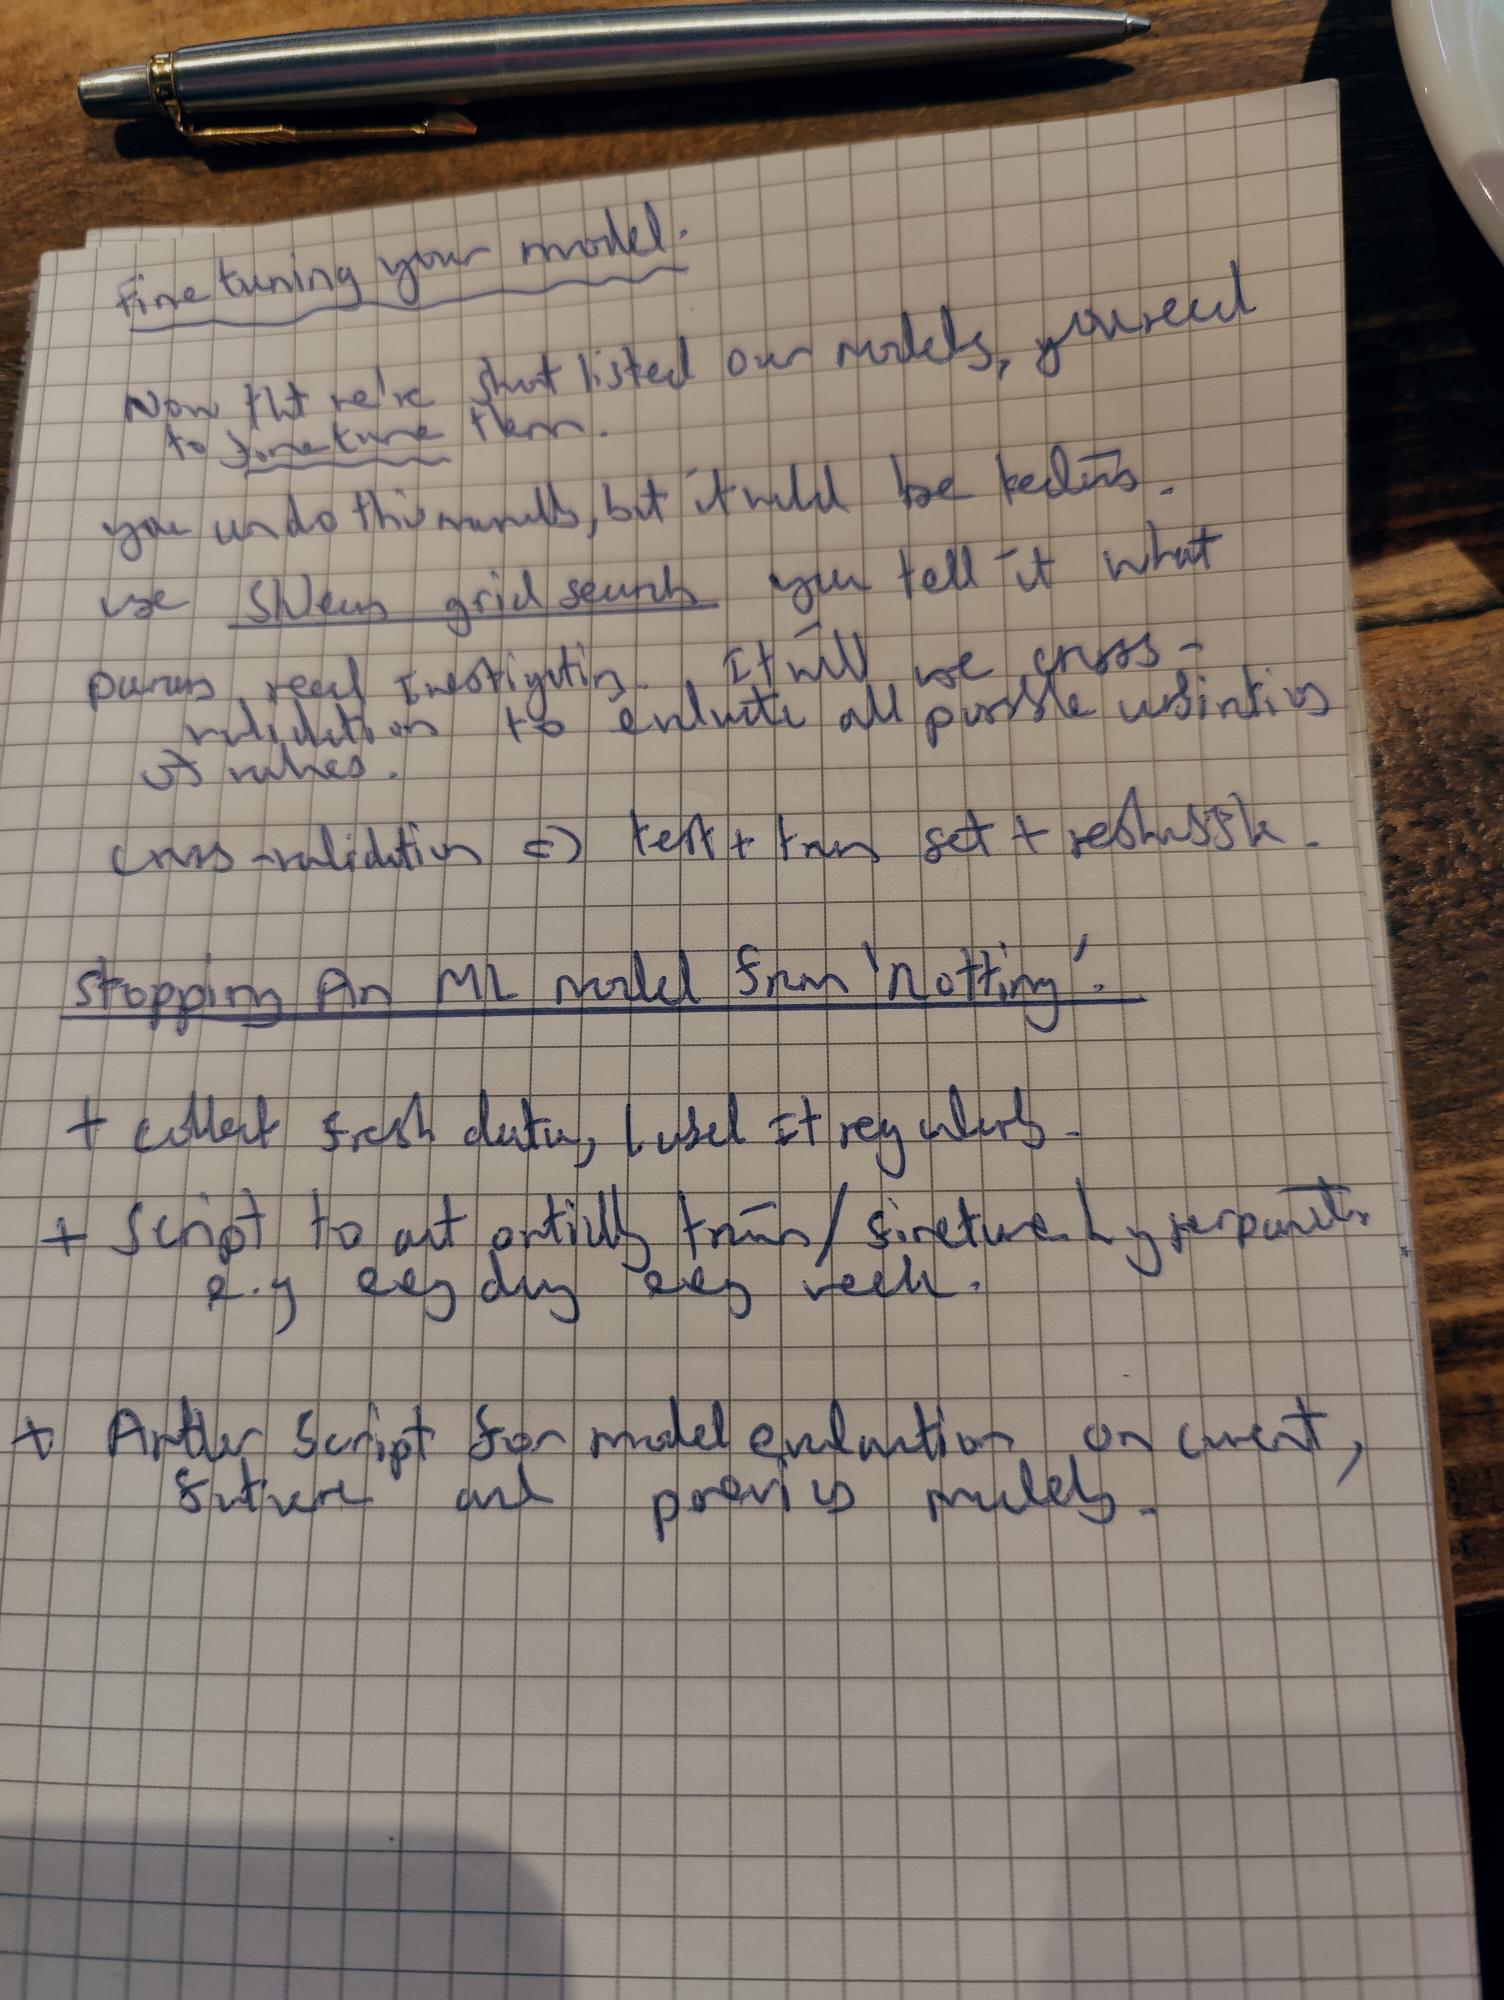 Fine tuning your model.
Now tht we've short listed our models, you need
to finetune them.
you can do this manually, but it would be tedious.
use Sklearn grid search you tell it what
params need investigating. It will use cross-
validation to evaluate all possible combinations
of values.
cross-validation => test + train set + reshuffle.
Stopping An ML model from 'Rotting'.
+ collect fresh data, label it regularly.
+ Script to automatically train/finetune hyperparameters
e.g every day every week.
+ Another script for model evaluation on current,
future and previous models.